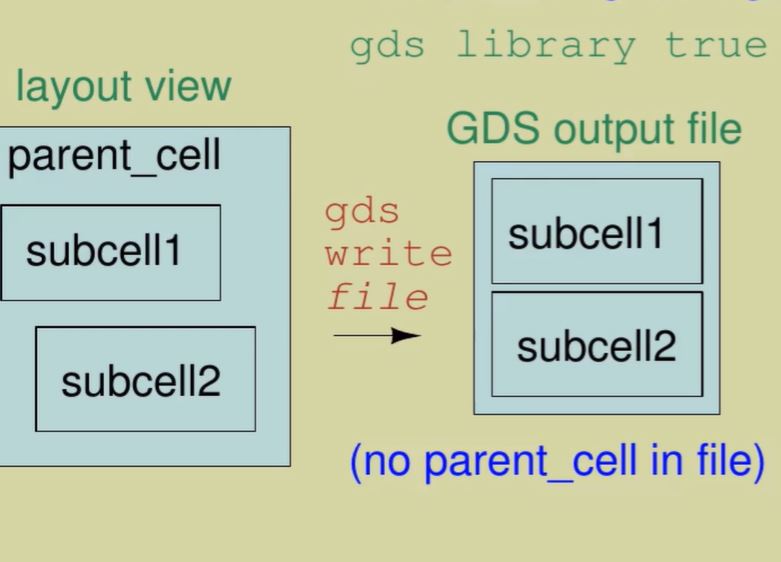 gds library true
layout view
GDS output file
parent_cell
gds
write
file
subcell1
subcell2
subcell1
subcell2
(no parent_cell in file)